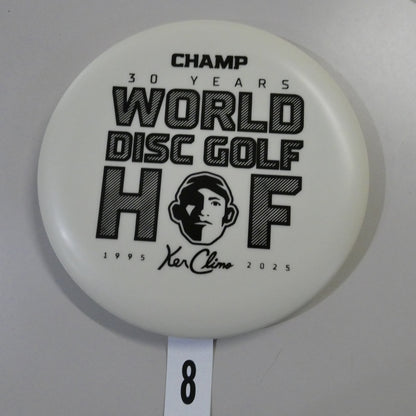 CHAMP
30 YEARS
WORLD
DISC GOLF
H F
1995 Ken Climo 2025
8